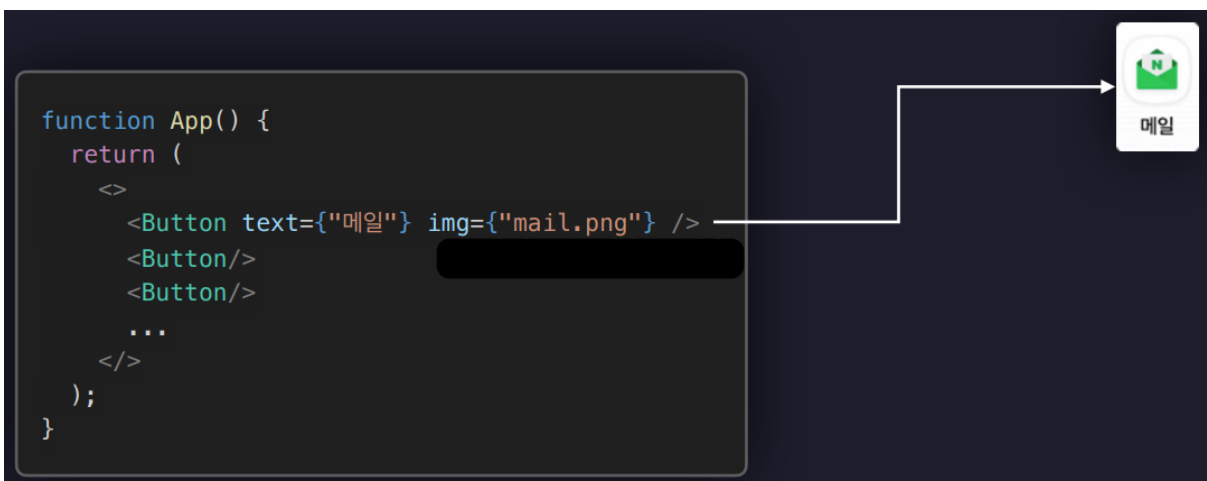 function App() {
return (
<>
<Button text={"메일"} img={"mail.png"} />
<Button/>
<Button/>
...
</>
);
}
N
메일